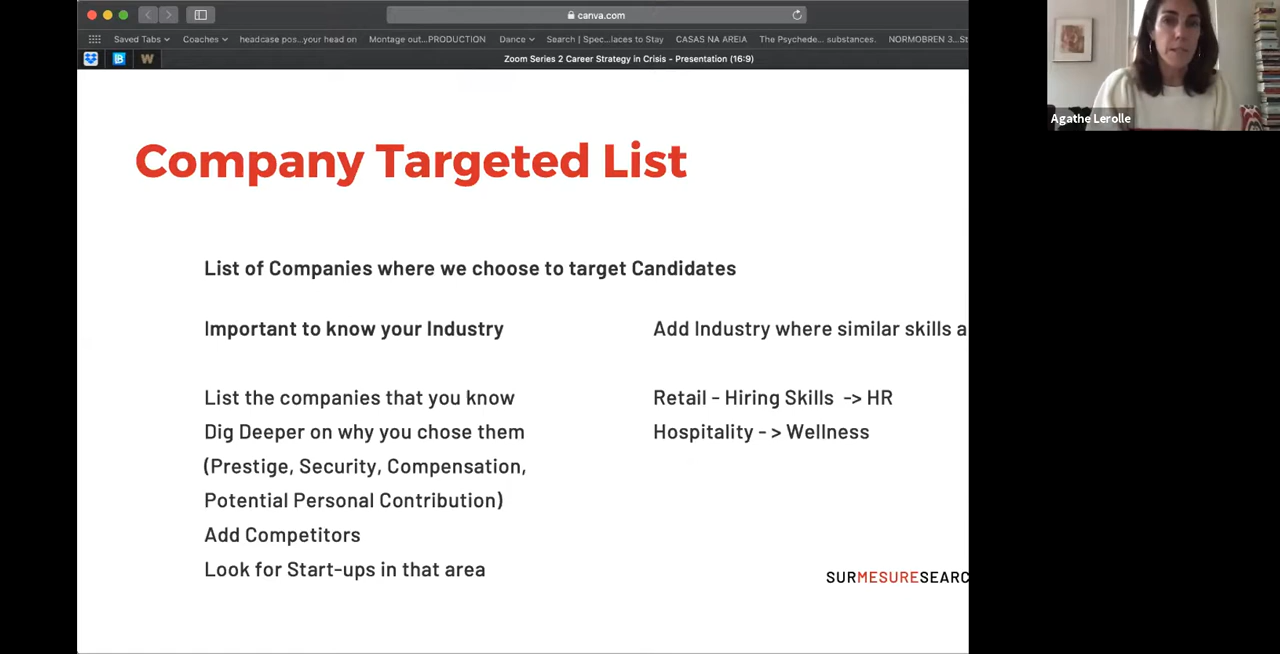 canva.com
Saved Tabs
Coaches
headcase pos...your head on
Montage out...PRODUCTION
Dance
Search | Spec...laces to Stay
CASAS NA AREIA
The Psychede... substances.
NORMOBREN 3...St
Zoom Series 2 Career Strategy in Crisis - Presentation (16:9)
Agathe Lerolle
Company Targeted List
List of Companies where we choose to target Candidates
Important to know your Industry
List the companies that you know
Dig Deeper on why you chose them
(Prestige, Security, Compensation,
Potential Personal Contribution)
Add Competitors
Look for Start-ups in that area
Add Industry where similar skills a
Retail - Hiring Skills -> HR
Hospitality - > Wellness
SURMESURESEARC